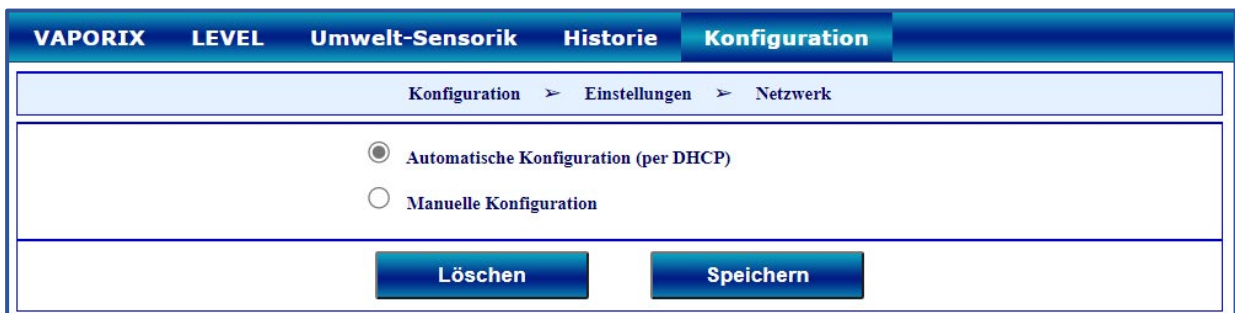 VAPORIX LEVEL Umwelt-Sensorik Historie Konfiguration
Konfiguration ➢ Einstellungen ➢ Netzwerk
Automatische Konfiguration (per DHCP)
Manuelle Konfiguration
Löschen Speichern